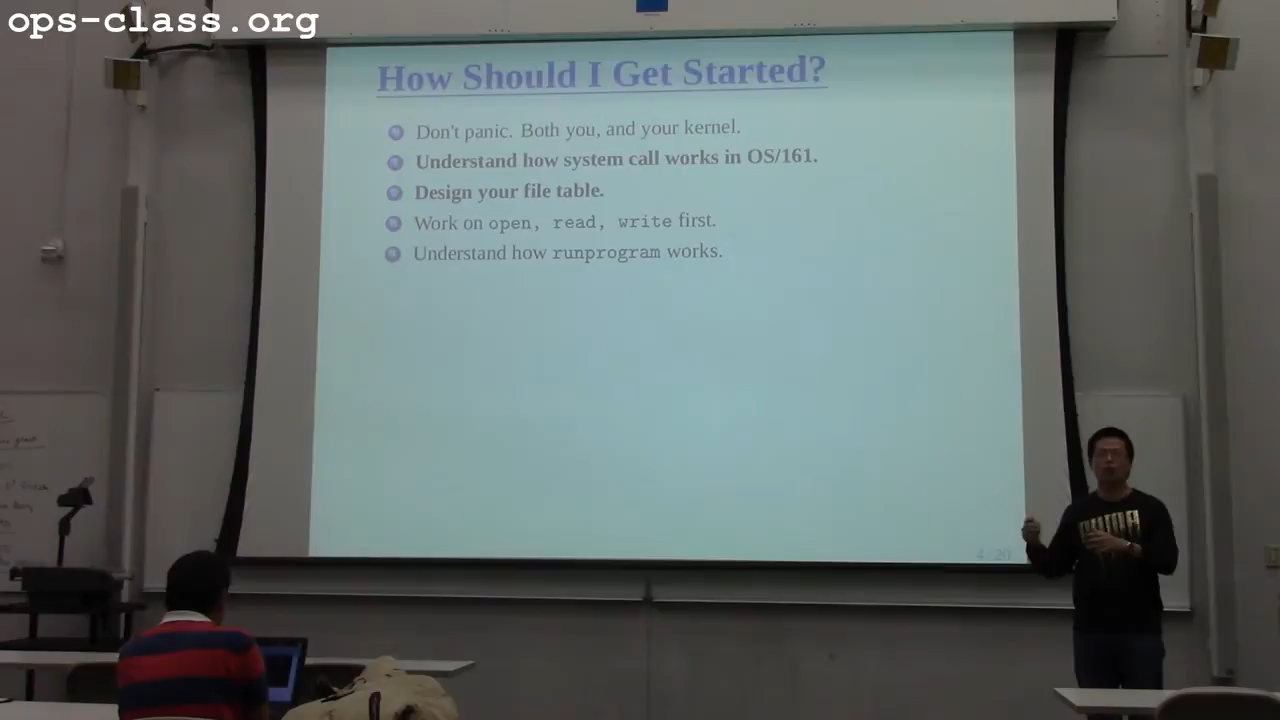 ops-class.org
How Should I Get Started?
Don't panic. Both you, and your kernel.
Understand how system call works in OS/161.
Design your file table.
Work on open, read, write first.
Understand how runprogram works.
4 / 20